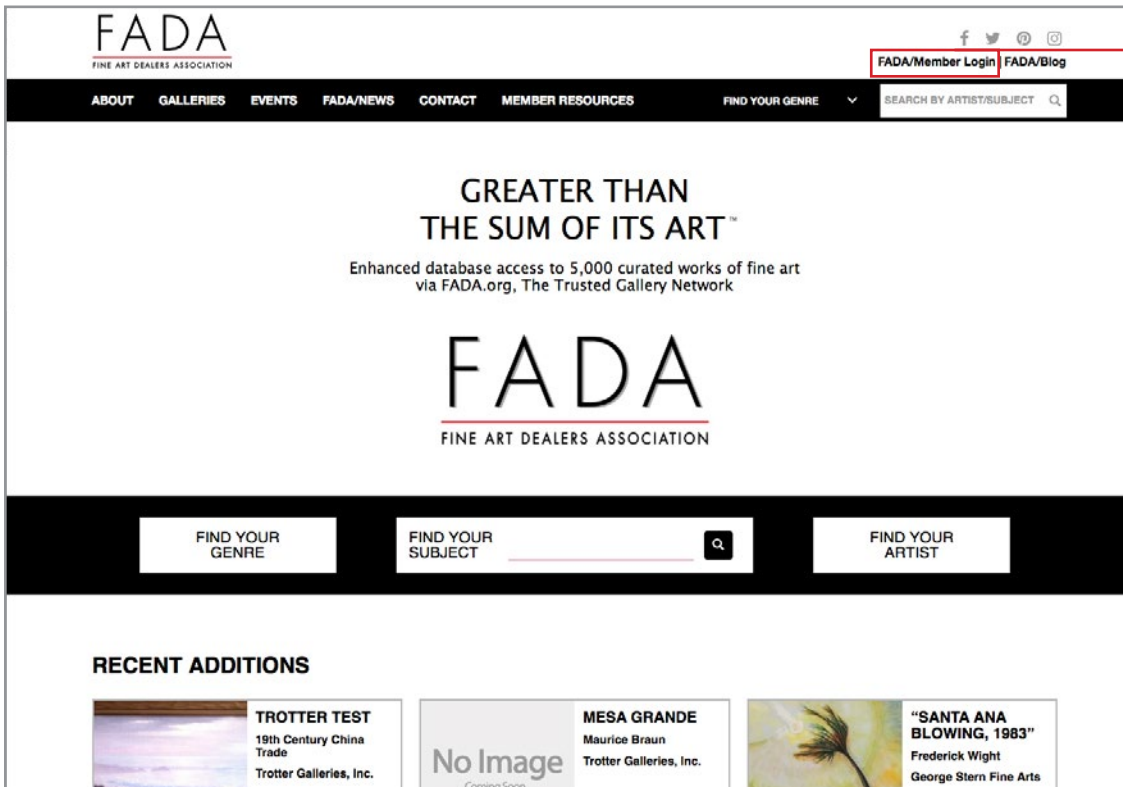 FADA
FINE ART DEALERS ASSOCIATION
FADA/Member Login | FADA/Blog
ABOUT GALLERIES EVENTS FADA/NEWS CONTACT MEMBER RESOURCES FIND YOUR GENRE SEARCH BY ARTIST/SUBJECT
GREATER THAN
THE SUM OF ITS ART™
Enhanced database access to 5,000 curated works of fine art
via FADA.org, The Trusted Gallery Network
FADA
FINE ART DEALERS ASSOCIATION
FIND YOUR
GENRE
FIND YOUR
SUBJECT
FIND YOUR
ARTIST
RECENT ADDITIONS
TROTTER TEST
19th Century China
Trade
Trotter Galleries, Inc.
No Image
Coming Soon
MESA GRANDE
Maurice Braun
Trotter Galleries, Inc.
“SANTA ANA
BLOWING, 1983”
Frederick Wight
George Stern Fine Arts